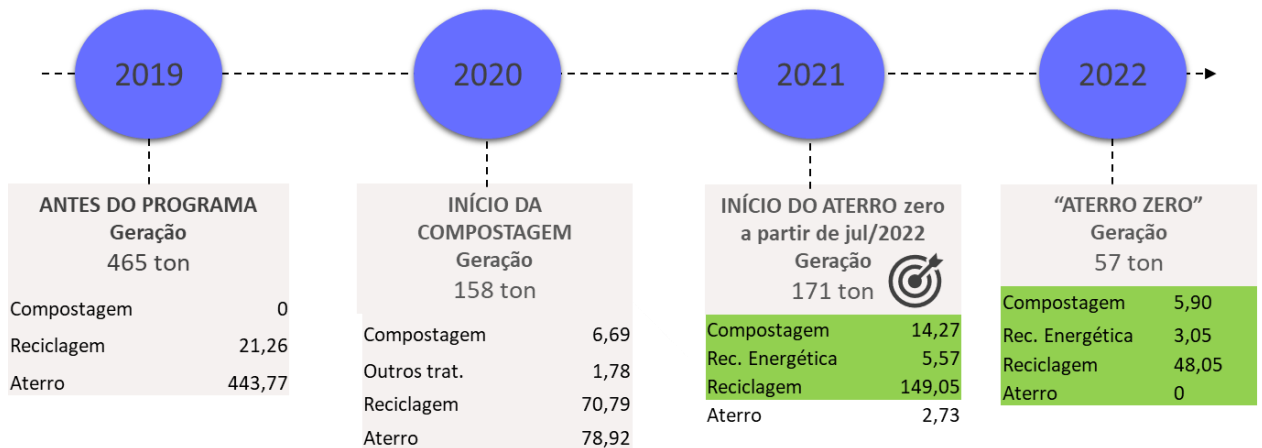 2019
2020
2021
2022
ANTES DO PROGRAMA
Geração
465 ton
Compostagem 0
Reciclagem 21,26
Aterro 443,77
INÍCIO DA
COMPOSTAGEM
Geração
158 ton
Compostagem 6,69
Outros trat. 1,78
Reciclagem 70,79
Aterro 78,92
INÍCIO DO ATERRO zero
a partir de jul/2022
Geração
171 ton
Compostagem 14,27
Rec. Energética 5,57
Reciclagem 149,05
Aterro 2,73
“ATERRO ZERO”
Geração
57 ton
Compostagem 5,90
Rec. Energética 3,05
Reciclagem 48,05
Aterro 0